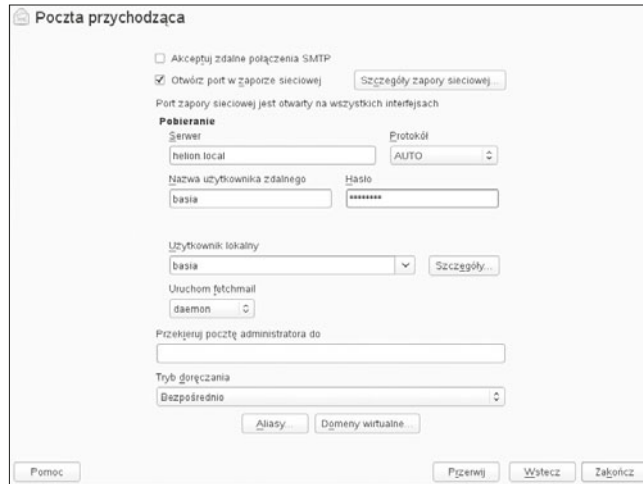 Poczta przychodząca
Akceptuj zdalne połączenia SMTP
Otwórz port w zaporze sieciowej
Szczegóły zapory sieciowej...
Port zapory sieciowej jest otwarty na wszystkich interfejsach
Pobieranie
Serwer
Protokół
helion.local
AUTO
Nazwa użytkownika zdalnego
Hasło
basia
********
Użytkownik lokalny
basia
Szczegóły...
Uruchom fetchmail
daemon
Przekieruj pocztę administratora do
Tryb doręczania
Bezpośrednio
Aliasy...
Domeny wirtualne...
Pomoc
Przerwij
Wstecz
Zakończ